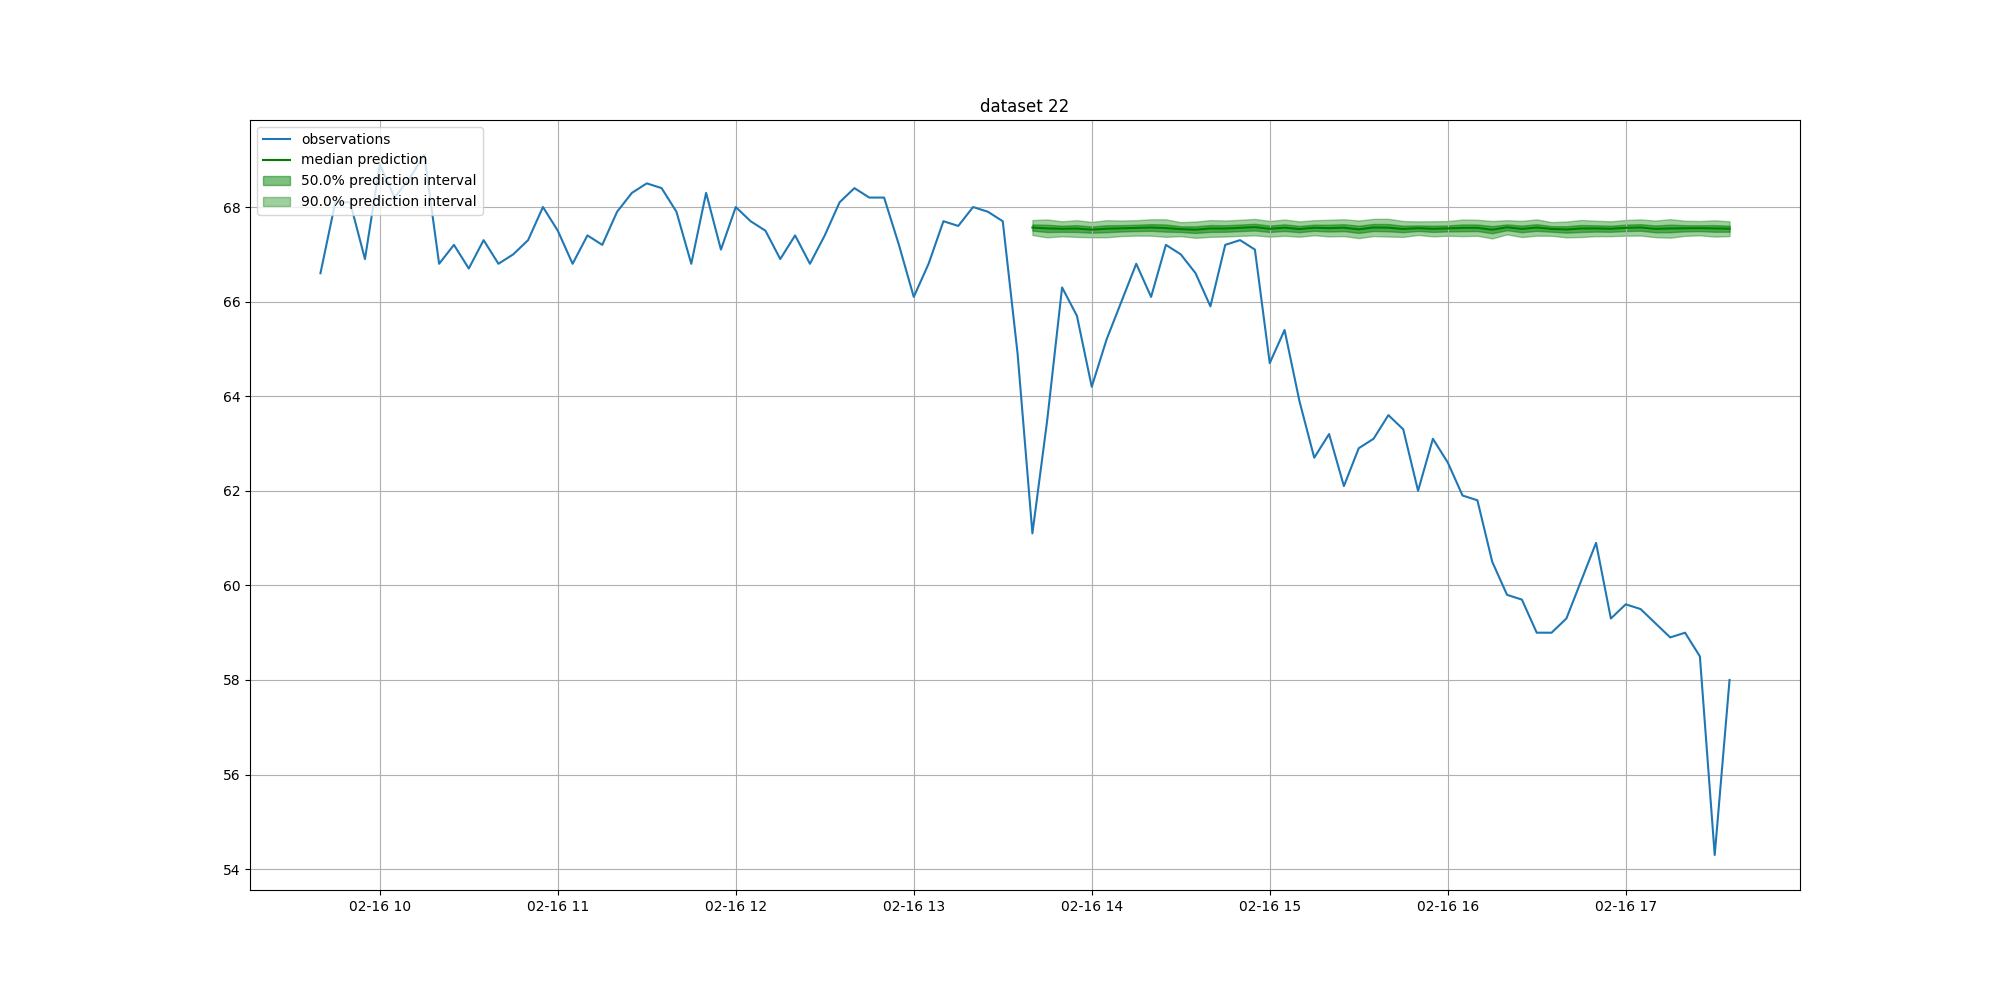 dataset 22
observations
median prediction
50.0% prediction interval
90.0% prediction interval
68
66
64
62
60
58
56
54
02-16 10 02-16 11 02-16 12 02-16 13 02-16 14 02-16 15 02-16 16 02-16 17